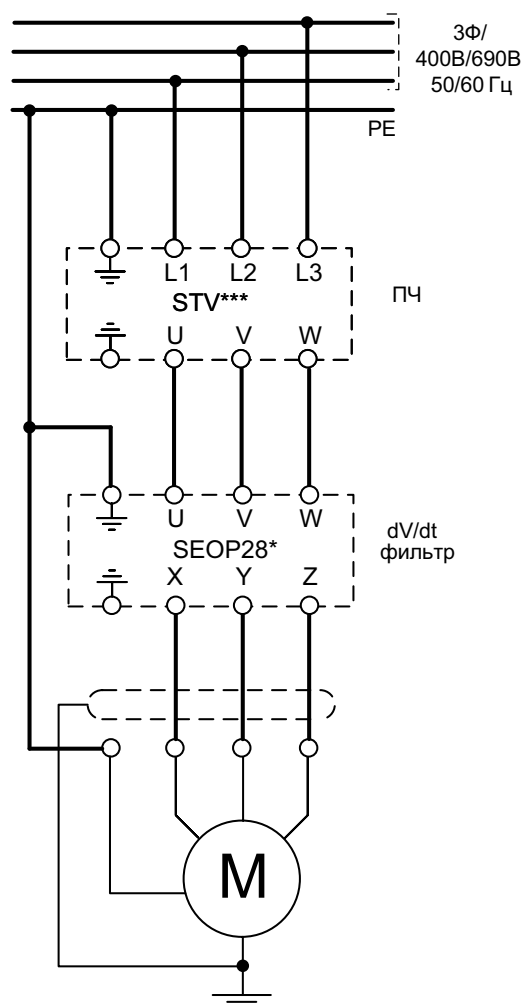 3Ф/
400В/690В
50/60 Гц
PE
L1 L2 L3
STV***
ПЧ
U V W
U V W
SEOP28*
dV/dt
фильтр
X Y Z
M